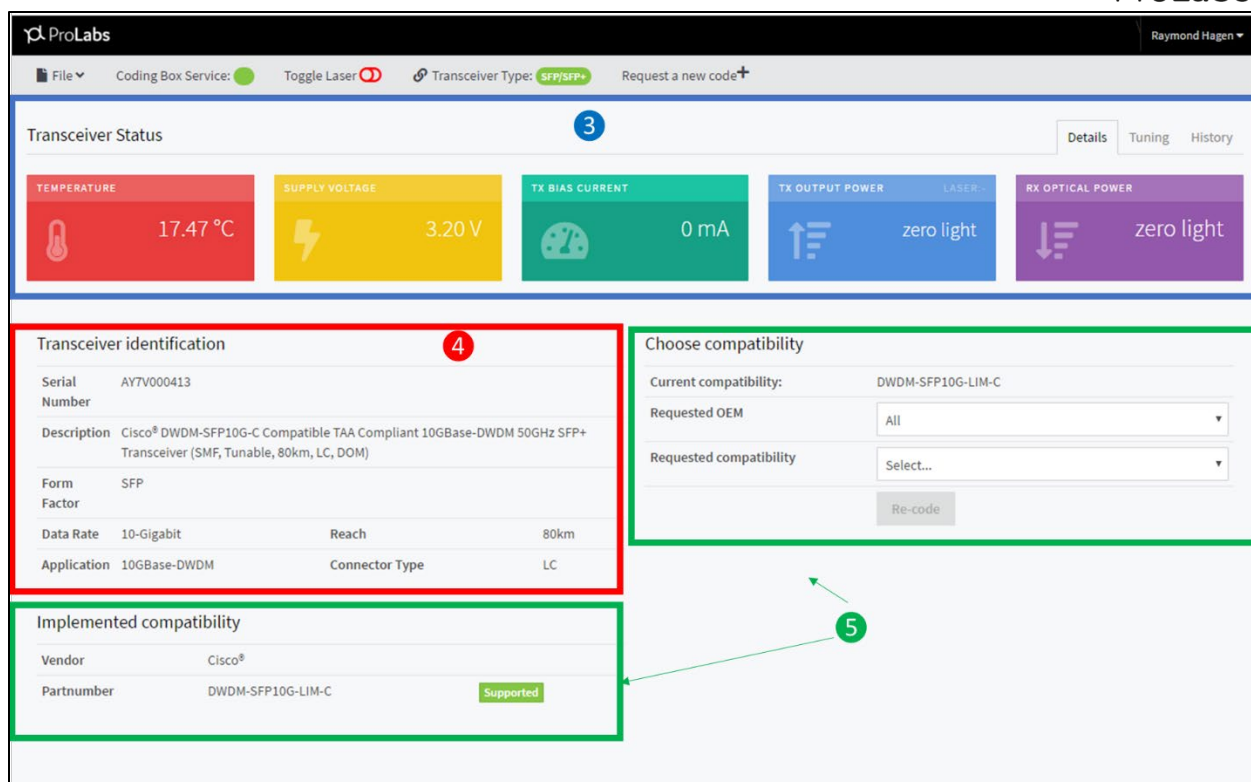 ProLabs
Raymond Hagen
File
Coding Box Service:
Toggle Laser
Transceiver Type: SFP/SFP+
Request a new code+
Transceiver Status
3
Details
Tuning
History
TEMPERATURE
17.47 °C
SUPPLY VOLTAGE
3.20 V
TX BIAS CURRENT
0 mA
TX OUTPUT POWER
LASER:-
zero light
RX OPTICAL POWER
zero light
Transceiver identification
4
Serial
Number
AY7V000413
Description
Cisco® DWDM-SFP10G-C Compatible TAA Compliant 10GBase-DWDM 50GHz SFP+
Transceiver (SMF, Tunable, 80km, LC, DOM)
Form
Factor
SFP
Data Rate
10-Gigabit
Reach
80km
Application
10GBase-DWDM
Connector Type
LC
Choose compatibility
Current compatibility:
DWDM-SFP10G-LIM-C
Requested OEM
All
Requested compatibility
Select...
Re-code
5
Implemented compatibility
Vendor
Cisco®
Partnumber
DWDM-SFP10G-LIM-C
Supported